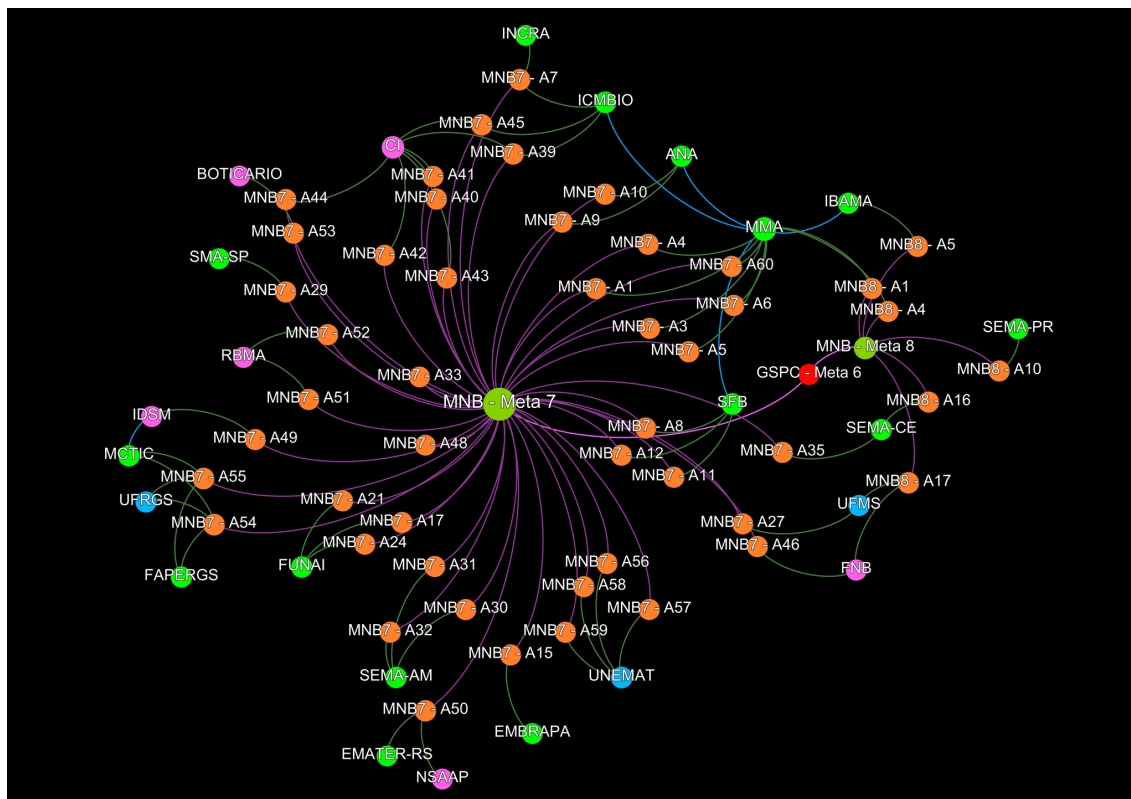 INCRA
MNB7 - A7
ICMBIO
MNB7 - A45
CI
MNB7 - A39
ANA
BOTICARIO
MNB7 - A41
MNB7 - A44
MNB7 - A40
MNB7 - A10
IBAMA
MNB7 - A9
MMA
MNB7 - A53
MNB7 - A4
MNB8 - A5
SMA-SP
MNB7 - A42
MNB7 - A60
MNB7 - A43
MNB7 - A29
MNB7 - A1
MNB8 - A1
MNB7 - A6
MNB8 - A4
MNB7 - A52
MNB7 - A3
SEMA-PR
RBMA
MNB7 - A5
MNB - Meta 8
MNB7 - A33
GSPC - Meta 6
MNB8 - A10
MNB7 - A51
MNB - Meta 7
SFB
MNB8 - A16
IDSM
MNB7 - A8
SEMA-CE
MNB7 - A49
MNB7 - A48
MCTIC
MNB7 - A12
MNB7 - A35
MNB7 - A55
MNB7 - A11
MNB8 - A17
UFRGS
MNB7 - A21
UFMS
MNB7 - A54
MNB7 - A17
MNB7 - A27
MNB7 - A24
MNB7 - A46
FUNAI
MNB7 - A31
MNB7 - A56
FNB
FAPERGS
MNB7 - A58
MNB7 - A30
MNB7 - A57
MNB7 - A32
MNB7 - A59
MNB7 - A15
SEMA-AM
UNEMAT
MNB7 - A50
EMBRAPA
EMATER-RS
NSAAP